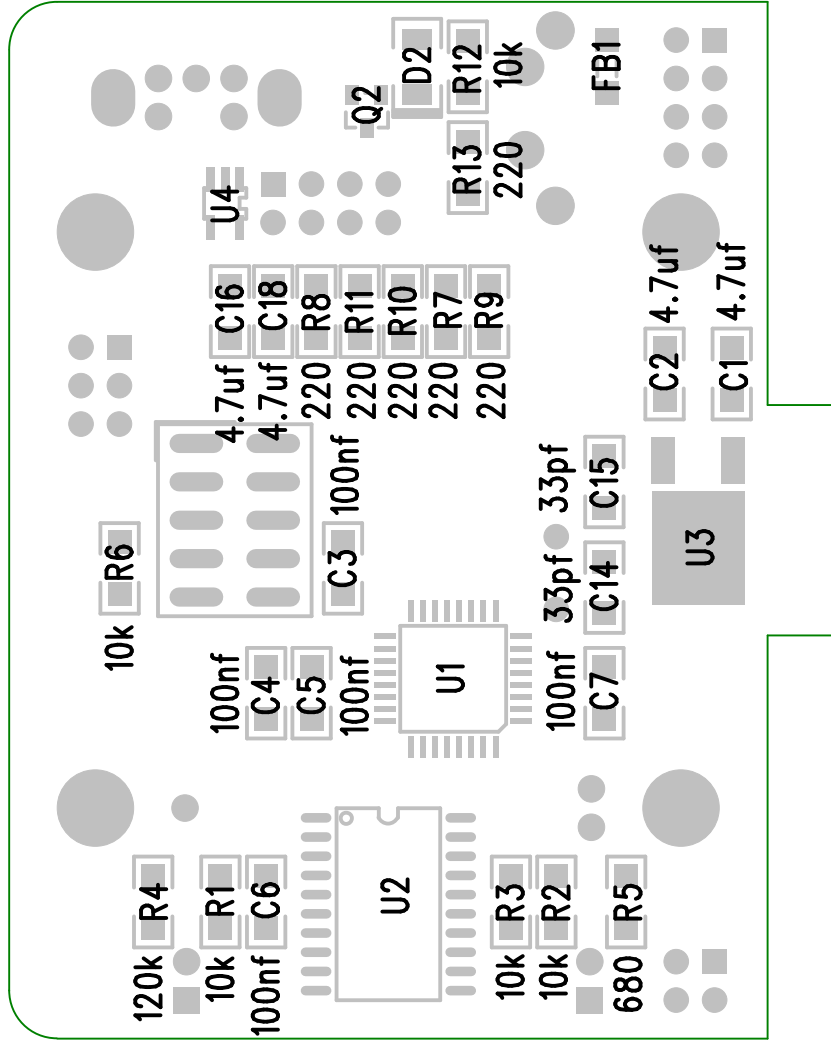 D2
R12
10k
FB1
Q2
R13
220
U4
C16
4.7uf
C18
4.7uf
R8
220
R11
220
R10
220
R7
220
R9
220
C2
4.7uf
C1
4.7uf
R6
10k
C3
100nf
C15
33pf
C14
33pf
U3
C4
100nf
C5
100nf
U1
C7
100nf
R4
120k
R1
10k
C6
100nf
U2
R3
10k
R2
10k
R5
680